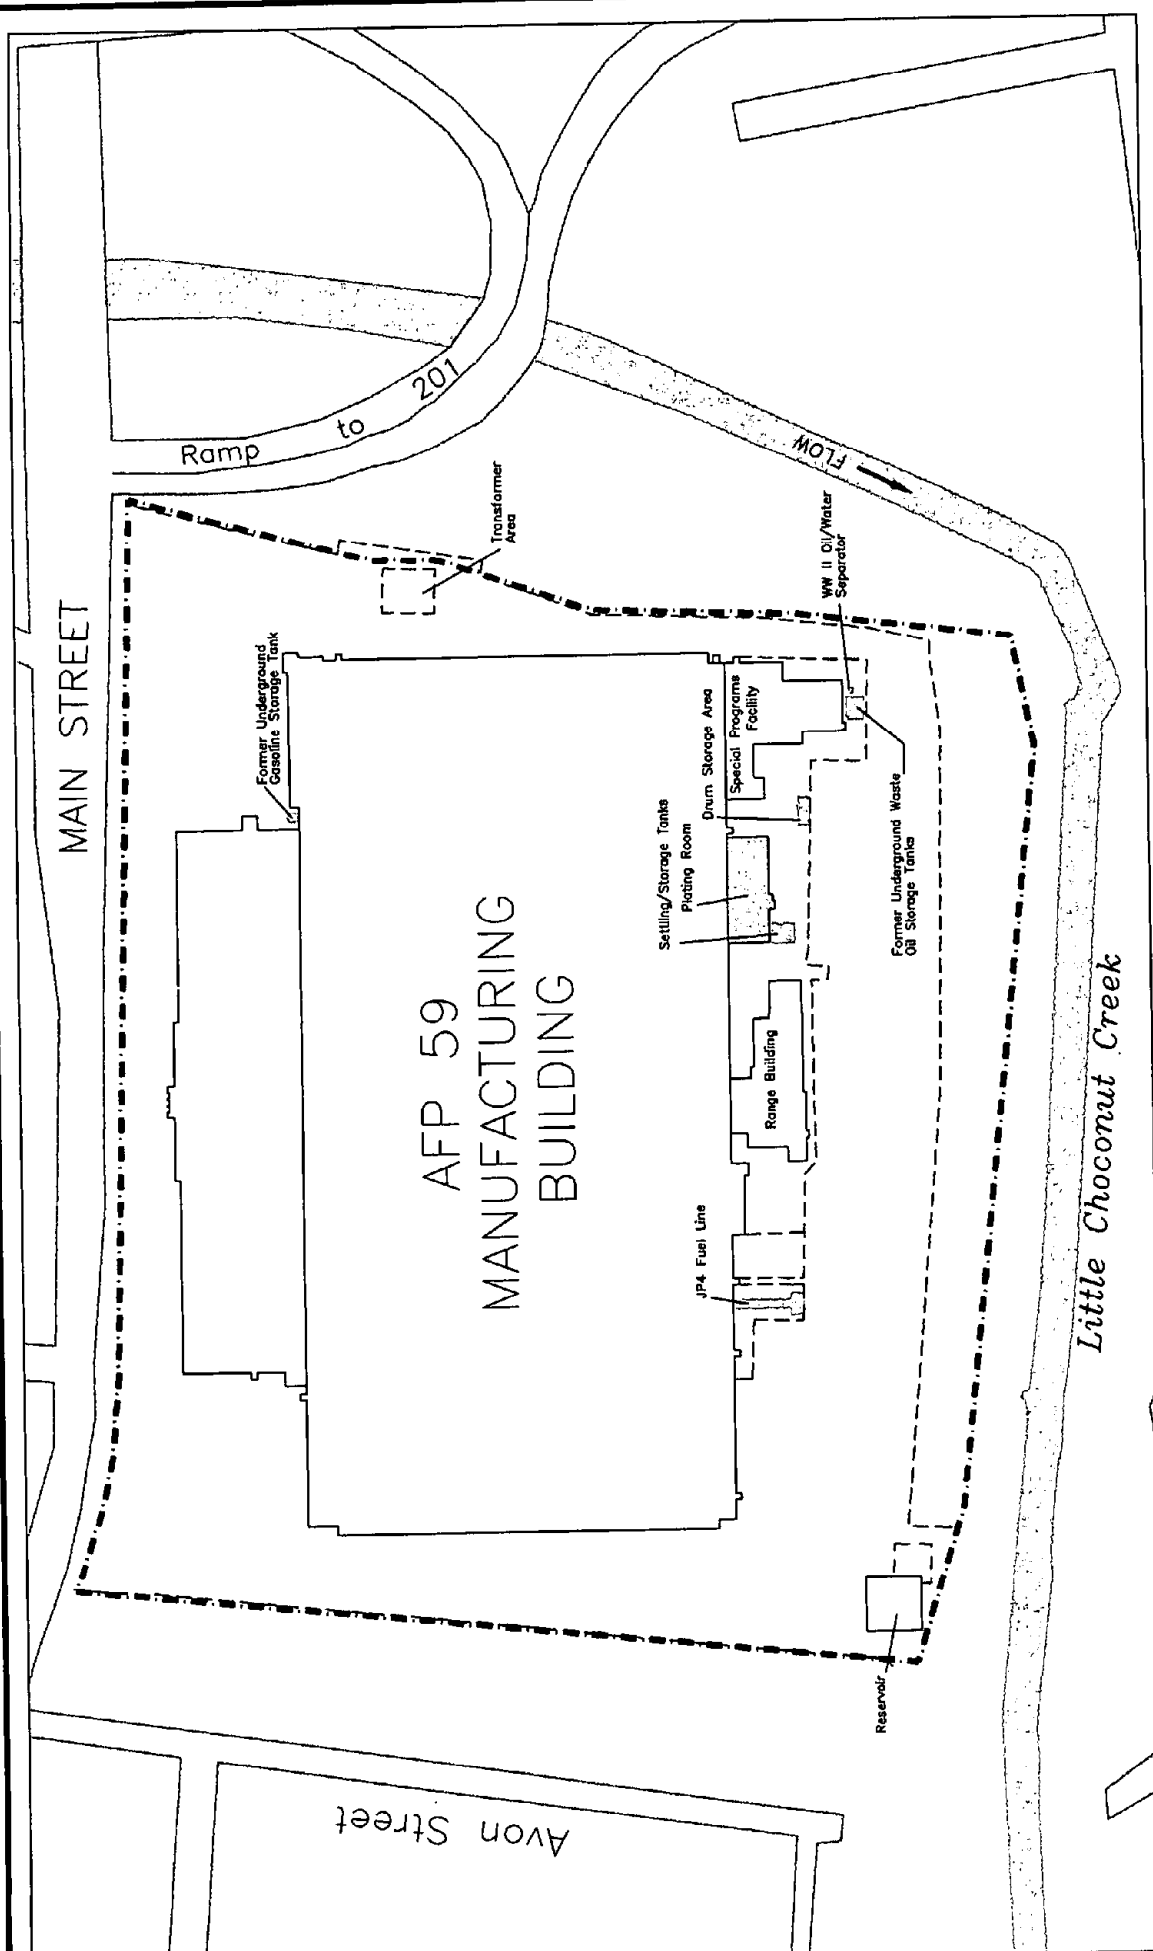 MAIN STREET
Ramp to 201
Transformer
Area
Former Underground
Gasoline Storage Tank
FLOW
WW II Oil/Water
Separator
Special Programs
Facility
Drum Storage Area
Settling/Storage Tanks
Plating Room
Former Underground Waste
Oil Storage Tanks
AFP 59
MANUFACTURING
BUILDING
Range Building
JP4 Fuel Line
Little Choconut Creek
Reservoir
Avon Street